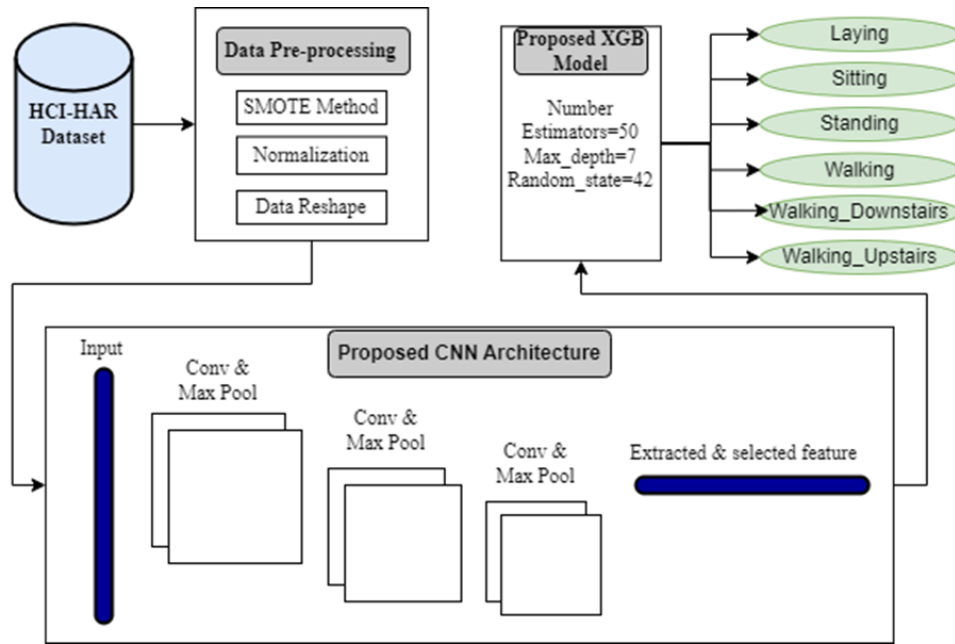 HCI-HAR
Dataset
Data Pre-processing
SMOTE Method
Normalization
Data Reshape
Proposed XGB
Model
Number
Estimators=50
Max_depth=7
Random_state=42
Laying
Sitting
Standing
Walking
Walking_Downstairs
Walking_Upstairs
Proposed CNN Architecture
Input
Conv &
Max Pool
Conv &
Max Pool
Conv &
Max Pool
Extracted & selected feature